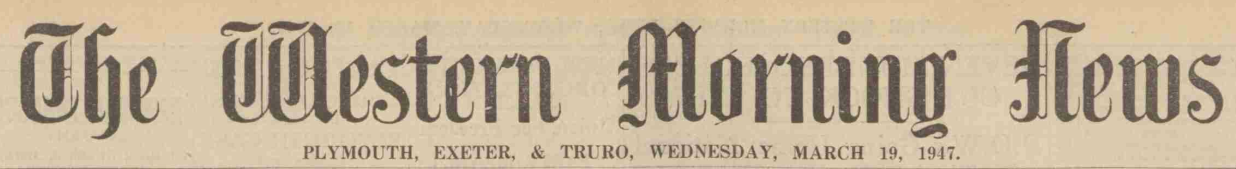 The Western Morning News
PLYMOUTH, EXETER, & TRURO, WEDNESDAY, MARCH 19, 1947.